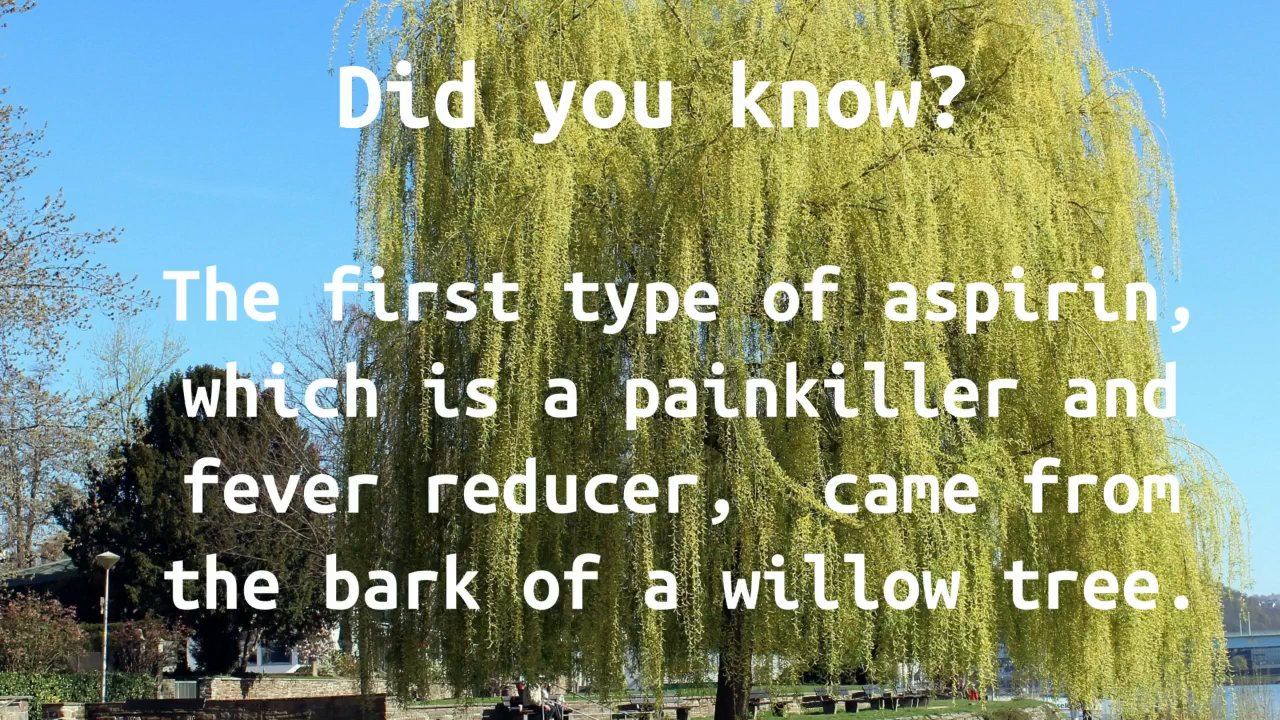 Did you know?
The first type of aspirin,
which is a painkiller and
fever reducer,  came from
the bark of a willow tree.